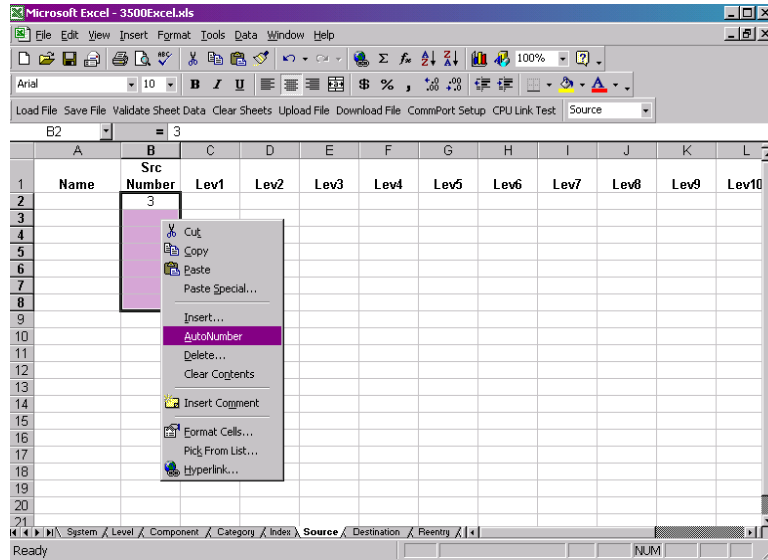 Microsoft Excel - 3500Excel.xls
File Edit View Insert Format Tools Data Window Help
100%
Arial 10 B I U $ % ,
Load File Save File Validate Sheet Data Clear Sheets Upload File Download File CommPort Setup CPU Link Test Source
B2 = 3
A B C D E F G H I J K L
1 Name Src Number Lev1 Lev2 Lev3 Lev4 Lev5 Lev6 Lev7 Lev8 Lev9 Lev10
2 3
3
4 Cut
5 Copy
6 Paste
7 Paste Special...
8
9 Insert...
10 AutoNumber
11 Delete...
12 Clear Contents
13
14 Insert Comment
15
16 Format Cells...
17 Pick From List...
18 Hyperlink...
19
20
21
System Level Component Category Index Source Destination Reentry
Ready NUM